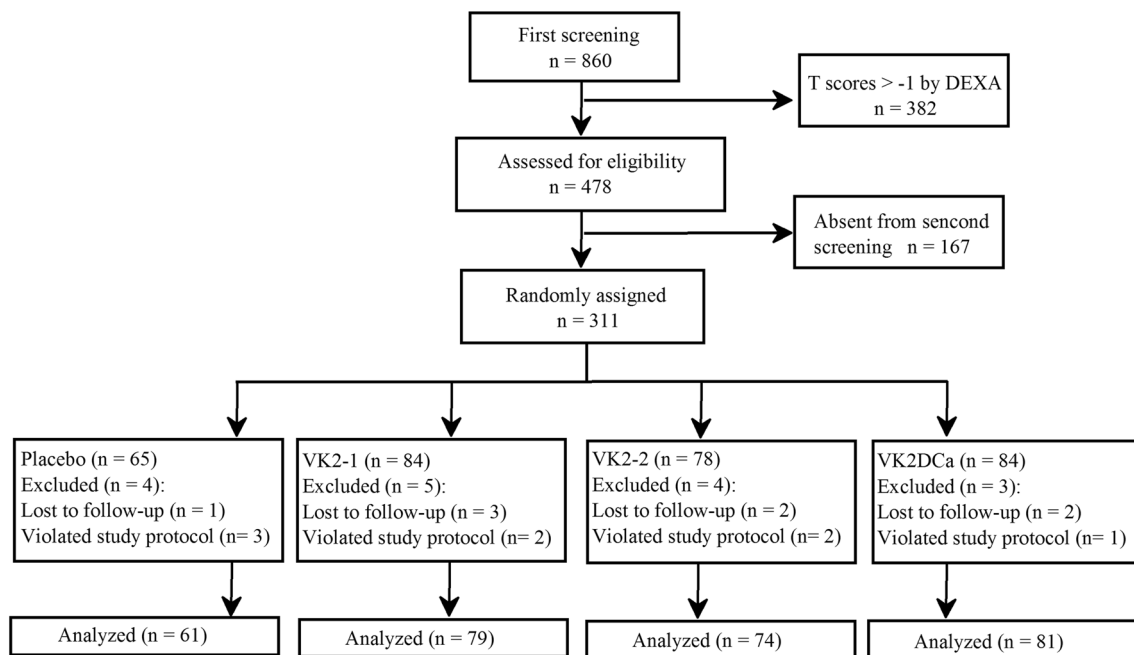 First screening
n = 860
T scores > -1 by DEXA
n = 382
Assessed for eligibility
n = 478
Absent from sencond
screening n = 167
Randomly assigned
n = 311
Placebo (n = 65)
Excluded (n = 4):
Lost to follow-up (n = 1)
Violated study protocol (n= 3)
VK2-1 (n = 84)
Excluded (n = 5):
Lost to follow-up (n = 3)
Violated study protocol (n= 2)
VK2-2 (n = 78)
Excluded (n = 4):
Lost to follow-up (n = 2)
Violated study protocol (n= 2)
VK2DCa (n = 84)
Excluded (n = 3):
Lost to follow-up (n = 2)
Violated study protocol (n= 1)
Analyzed (n = 61)
Analyzed (n = 79)
Analyzed (n = 74)
Analyzed (n = 81)